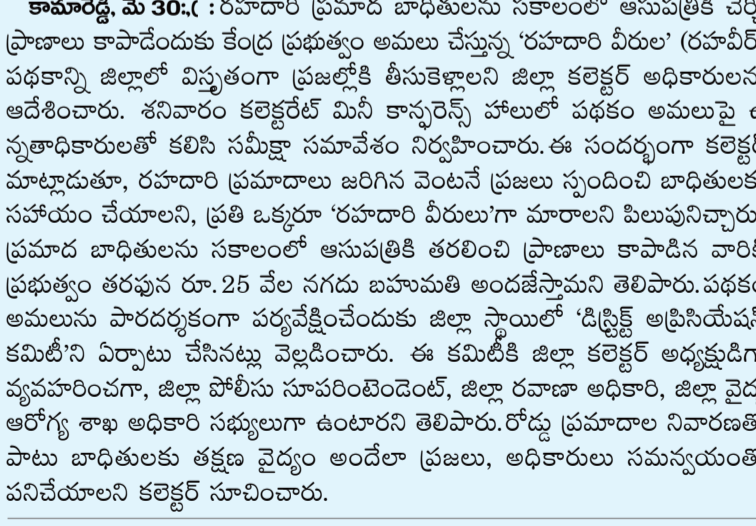 కామారెడ్డి, మే 30:,( : రహదారి ప్రమాద బాధితులను సకాలంలో ఆసుపత్రికి చేర్చి
ప్రాణాలు కాపాడేందుకు కేంద్ర ప్రభుత్వం అమలు చేస్తున్న 'రహదారి వీరుల' (రహవీర్
పథకాన్ని జిల్లాలో విస్తృతంగా ప్రజల్లోకి తీసుకెళ్లాలని జిల్లా కలెక్టర్ అధికారులను
ఆదేశించారు. శనివారం కలెక్టరేట్ మినీ కాన్ఫరెన్స్ హాలులో పథకం అమలుపై
న్నతాధికారులతో కలిసి సమీక్షా సమావేశం నిర్వహించారు. ఈ సందర్భంగా కలెక్టర్
మాట్లాడుతూ, రహదారి ప్రమాదాలు జరిగిన వెంటనే ప్రజలు స్పందించి బాధితులక
సహాయం చేయాలని, ప్రతి ఒక్కరూ 'రహదారి వీరులు'గా మారాలని పిలుపునిచ్చారు
ప్రమాద బాధితులను సకాలంలో ఆసుపత్రికి తరలించి ప్రాణాలు కాపాడిన వారికి
ప్రభుత్వం తరఫున రూ. 25 వేల నగదు బహుమతి అందజేస్తామని తెలిపారు. పథకం
అమలును పారదర్శకంగా పర్యవేక్షించేందుకు జిల్లా స్థాయిలో 'డిస్ట్రిక్ట్ అప్రిసియేషన్
కమిటీ'ని ఏర్పాటు చేసినట్లు వెల్లడించారు. ఈ కమిటీకి జిల్లా కలెక్టర్ అధ్యక్షుడిగ
వ్యవహరించగా, జిల్లా పోలీసు సూపరింటెండెంట్, జిల్లా రవాణా అధికారి, జిల్లా వైద్య
ఆరోగ్య శాఖ అధికారి సభ్యులుగా ఉంటారని తెలిపారు. రోడ్డు ప్రమాదాల నివారణతో
పాటు బాధితులకు తక్షణ వైద్యం అందేలా ప్రజలు, అధికారులు సమన్వయంతో
పనిచేయాలని కలెక్టర్ సూచించారు.